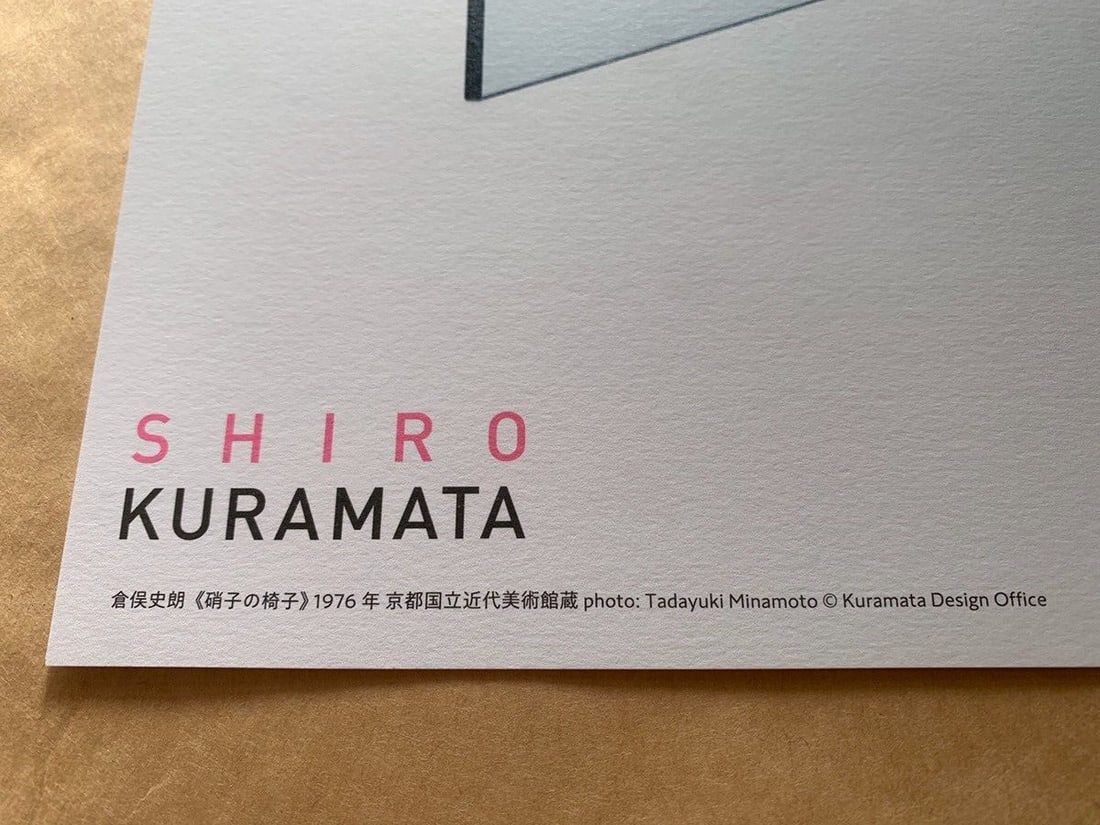 SHIRO
KURAMATA
倉俣史朗《硝子の椅子》1976 年 京都国立近代美術館蔵 photo: Tadayuki Minamoto © Kuramata Design Office